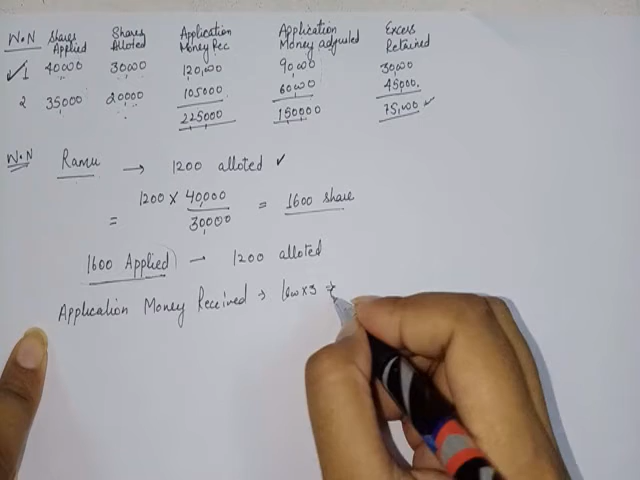 W.N Shares Applied Shares Alloted Application Money Rec Application Money adjusted Excess Retained
1 40000 30000 120,000 90,000 30,000
2 35000 20000 105000 60000 45000
225000 150000 75,000
W.N Ramu → 1200 alloted
1200 × 40,000
= 30000 = 1600 share
1600 Applied - 1200 alloted
Application Money Received → 1600×3